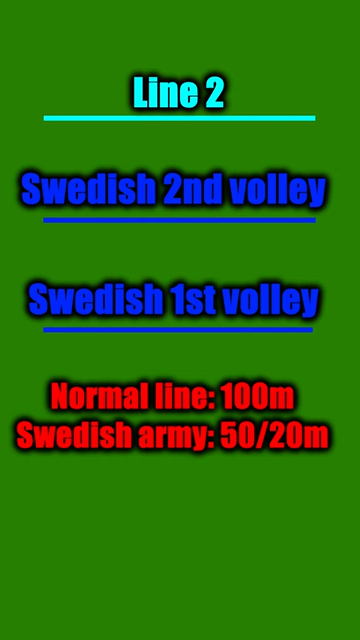 Line 2
Swedish 2nd volley
Swedish 1st volley
Normal line: 100m
Swedish army: 50/20m